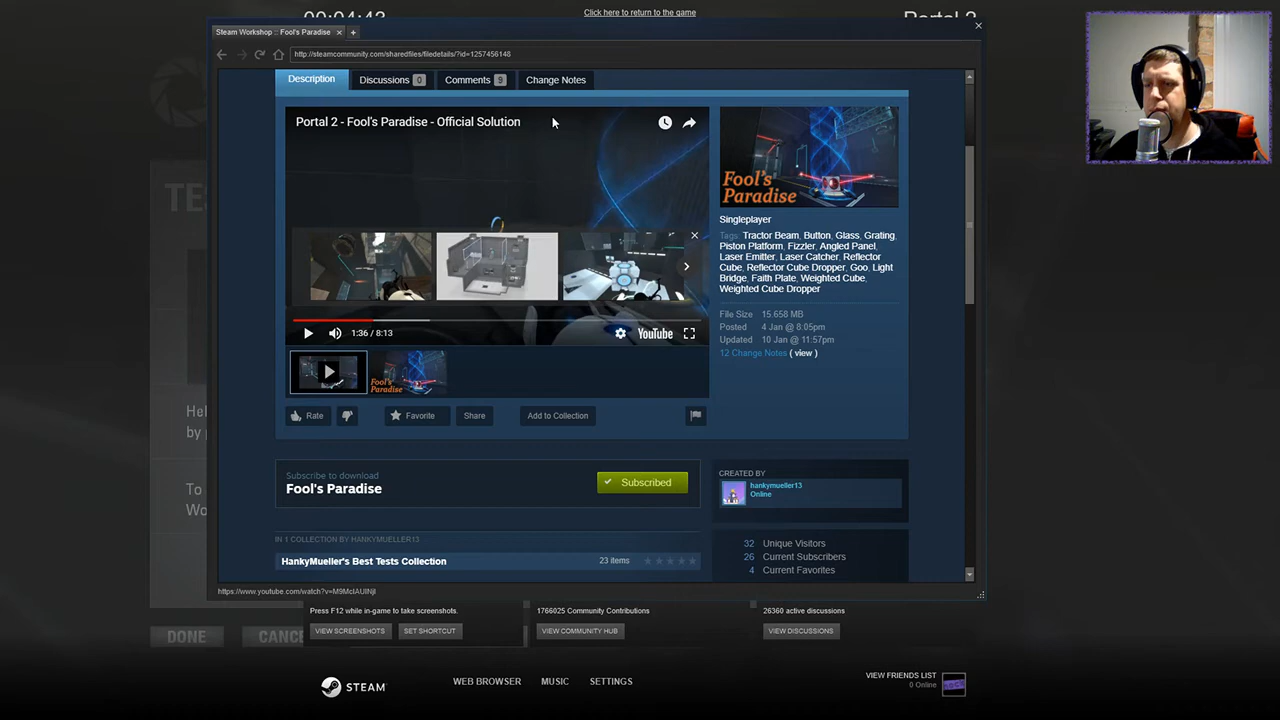 00:04:43
Click here to return to the game
Portal 2
Steam Workshop :: Fool's Paradise
http://steamcommunity.com/sharedfiles/filedetails/?id=1257456148
Description
Discussions 0
Comments 9
Change Notes
Portal 2 - Fool's Paradise - Official Solution
1:36 / 8:13
YouTube
Fool's
Paradise
Rate
Favorite
Share
Add to Collection
Fool's
Paradise
Singleplayer
Tags: Tractor Beam, Button, Glass, Grating,
Piston Platform, Fizzler, Angled Panel,
Laser Emitter, Laser Catcher, Reflector
Cube, Reflector Cube Dropper, Goo, Light
Bridge, Faith Plate, Weighted Cube,
Weighted Cube Dropper
File Size 15.658 MB
Posted 4 Jan @ 8:05pm
Updated 10 Jan @ 11:57pm
12 Change Notes ( view )
Subscribe to download
Fool's Paradise
Subscribed
CREATED BY
hankymueller13
Online
IN 1 COLLECTION BY HANKYMUELLER13
HankyMueller's Best Tests Collection
23 items
32 Unique Visitors
26 Current Subscribers
4 Current Favorites
TE
Hel
by p
To
Wo
DONE
CANCE
Press F12 while in-game to take screenshots.
VIEW SCREENSHOTS
SET SHORTCUT
1766025 Community Contributions
VIEW COMMUNITY HUB
26360 active discussions
VIEW DISCUSSIONS
STEAM
WEB BROWSER
MUSIC
SETTINGS
VIEW FRIENDS LIST
0 Online